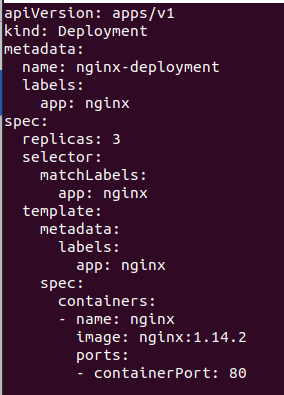 apiVersion: apps/v1
kind: Deployment
metadata:
  name: nginx-deployment
  labels:
    app: nginx
spec:
  replicas: 3
  selector:
    matchLabels:
      app: nginx
  template:
    metadata:
      labels:
        app: nginx
    spec:
      containers:
      - name: nginx
        image: nginx:1.14.2
        ports:
        - containerPort: 80